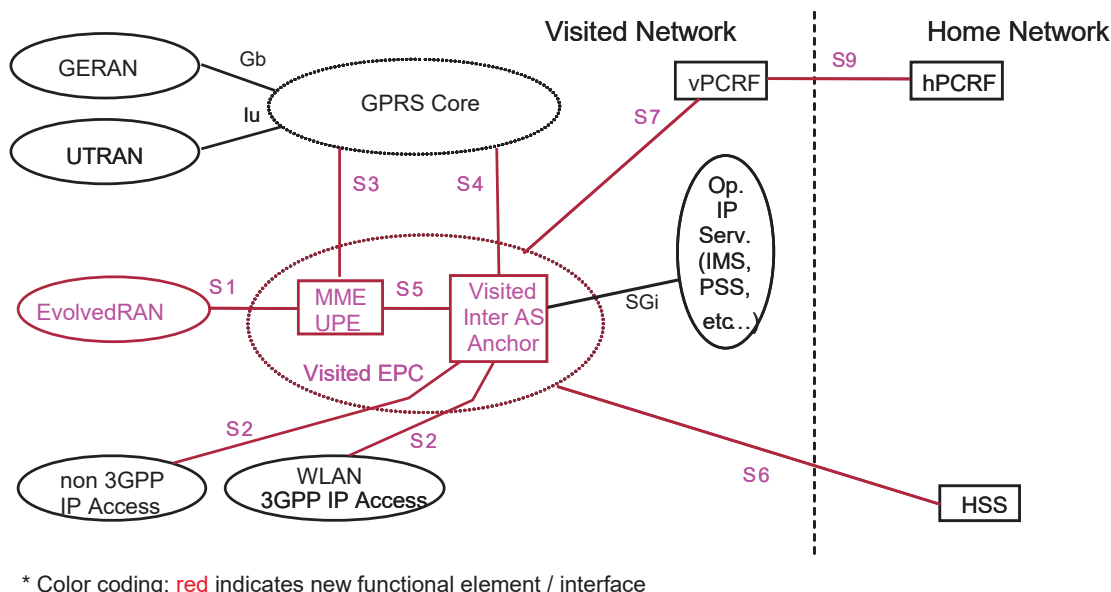 Visited Network
Home Network
GERAN
Gb
GPRS Core
vPCRF
S9
hPCRF
Iu
UTRAN
S7
S3
S4
Op.
IP
Serv.
(IMS,
PSS,
etc...)
S1
EvolvedRAN
MME
UPE
S5
Visited
Inter AS
Anchor
SGi
Visited EPC
S2
S2
S6
non 3GPP
IP Access
WLAN
3GPP IP Access
HSS
* Color coding: red indicates new functional element / interface